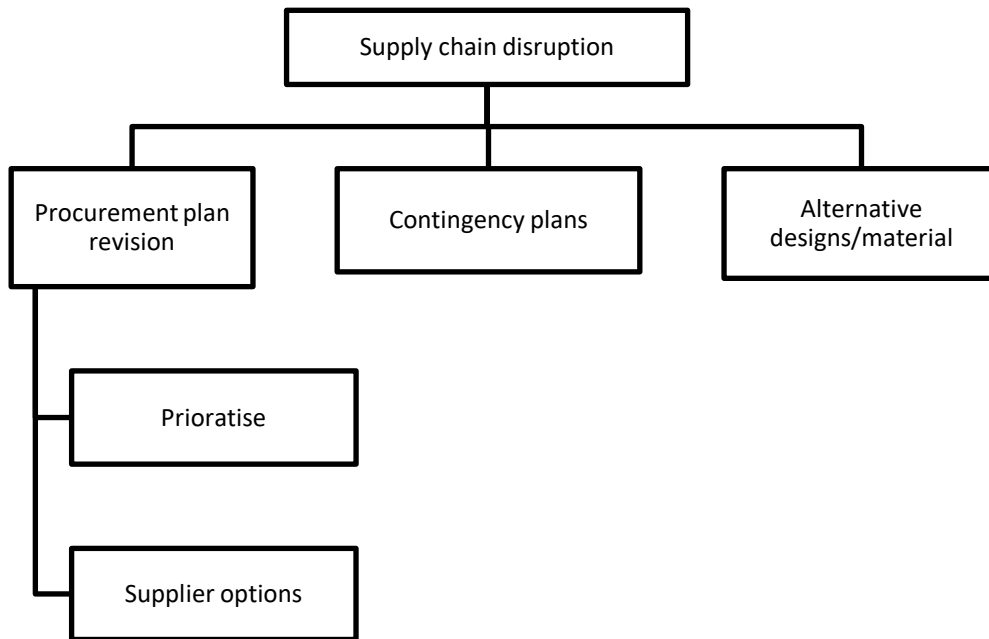 Supply chain disruption
Procurement plan
revision
Contingency plans
Alternative
designs/material
Prioratise
Supplier options